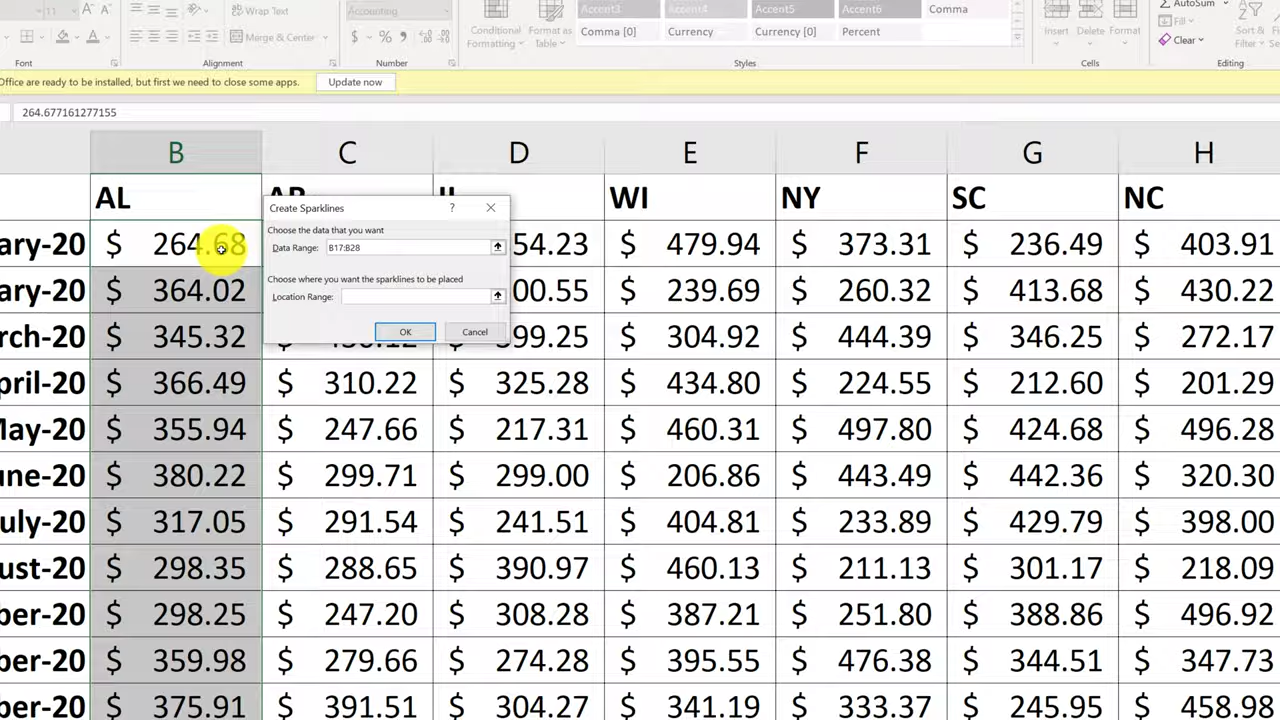 11
Wrap Text
Accounting
Merge & Center
$ % 9
Conditional Formatting
Format as Table
Accent3 Accent4 Accent5 Accent6 Comma
Comma [0] Currency Currency [0] Percent
Insert Delete Format
AutoSum
Fill
Clear
Sort & Filter
Font Alignment Number Styles Cells Editing
Office are ready to be installed, but first we need to close some apps. Update now
264.677161277155
B C D E F G H
AL WI NY SC NC
Create Sparklines ?
Choose the data that you want
Data Range: B17:B28
Choose where you want the sparklines to be placed
Location Range:
OK Cancel
ary-20 $ 264.68 54.23 $ 479.94 $ 373.31 $ 236.49 $ 403.91
ary-20 $ 364.02 00.55 $ 239.69 $ 260.32 $ 413.68 $ 430.22
rch-20 $ 345.32 399.25 $ 304.92 $ 444.39 $ 346.25 $ 272.17
April-20 $ 366.49 $ 310.22 $ 325.28 $ 434.80 $ 224.55 $ 212.60 $ 201.29
May-20 $ 355.94 $ 247.66 $ 217.31 $ 460.31 $ 497.80 $ 424.68 $ 496.28
une-20 $ 380.22 $ 299.71 $ 299.00 $ 206.86 $ 443.49 $ 442.36 $ 320.30
uly-20 $ 317.05 $ 291.54 $ 241.51 $ 404.81 $ 233.89 $ 429.79 $ 398.00
ust-20 $ 298.35 $ 288.65 $ 390.97 $ 460.13 $ 211.13 $ 301.17 $ 218.09
ber-20 $ 298.25 $ 247.20 $ 308.28 $ 387.21 $ 251.80 $ 388.86 $ 496.92
ber-20 $ 359.98 $ 279.66 $ 274.28 $ 395.55 $ 476.38 $ 344.51 $ 347.73
ber-20 $ 375.91 $ 391.51 $ 304.27 $ 341.19 $ 333.37 $ 245.95 $ 458.98